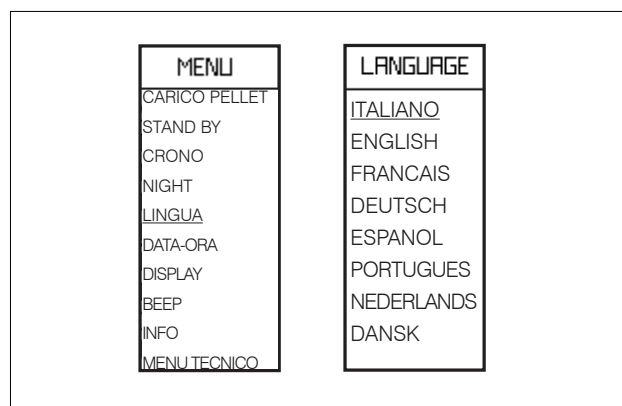 MENU
CARICO PELLET
STAND BY
CRONO
NIGHT
LINGUA
DATA-ORA
DISPLAY
BEEP
INFO
MENU TECNICO
LANGUAGE
ITALIANO
ENGLISH
FRANCAIS
DEUTSCH
ESPANOL
PORTUGUES
NEDERLANDS
DANSK